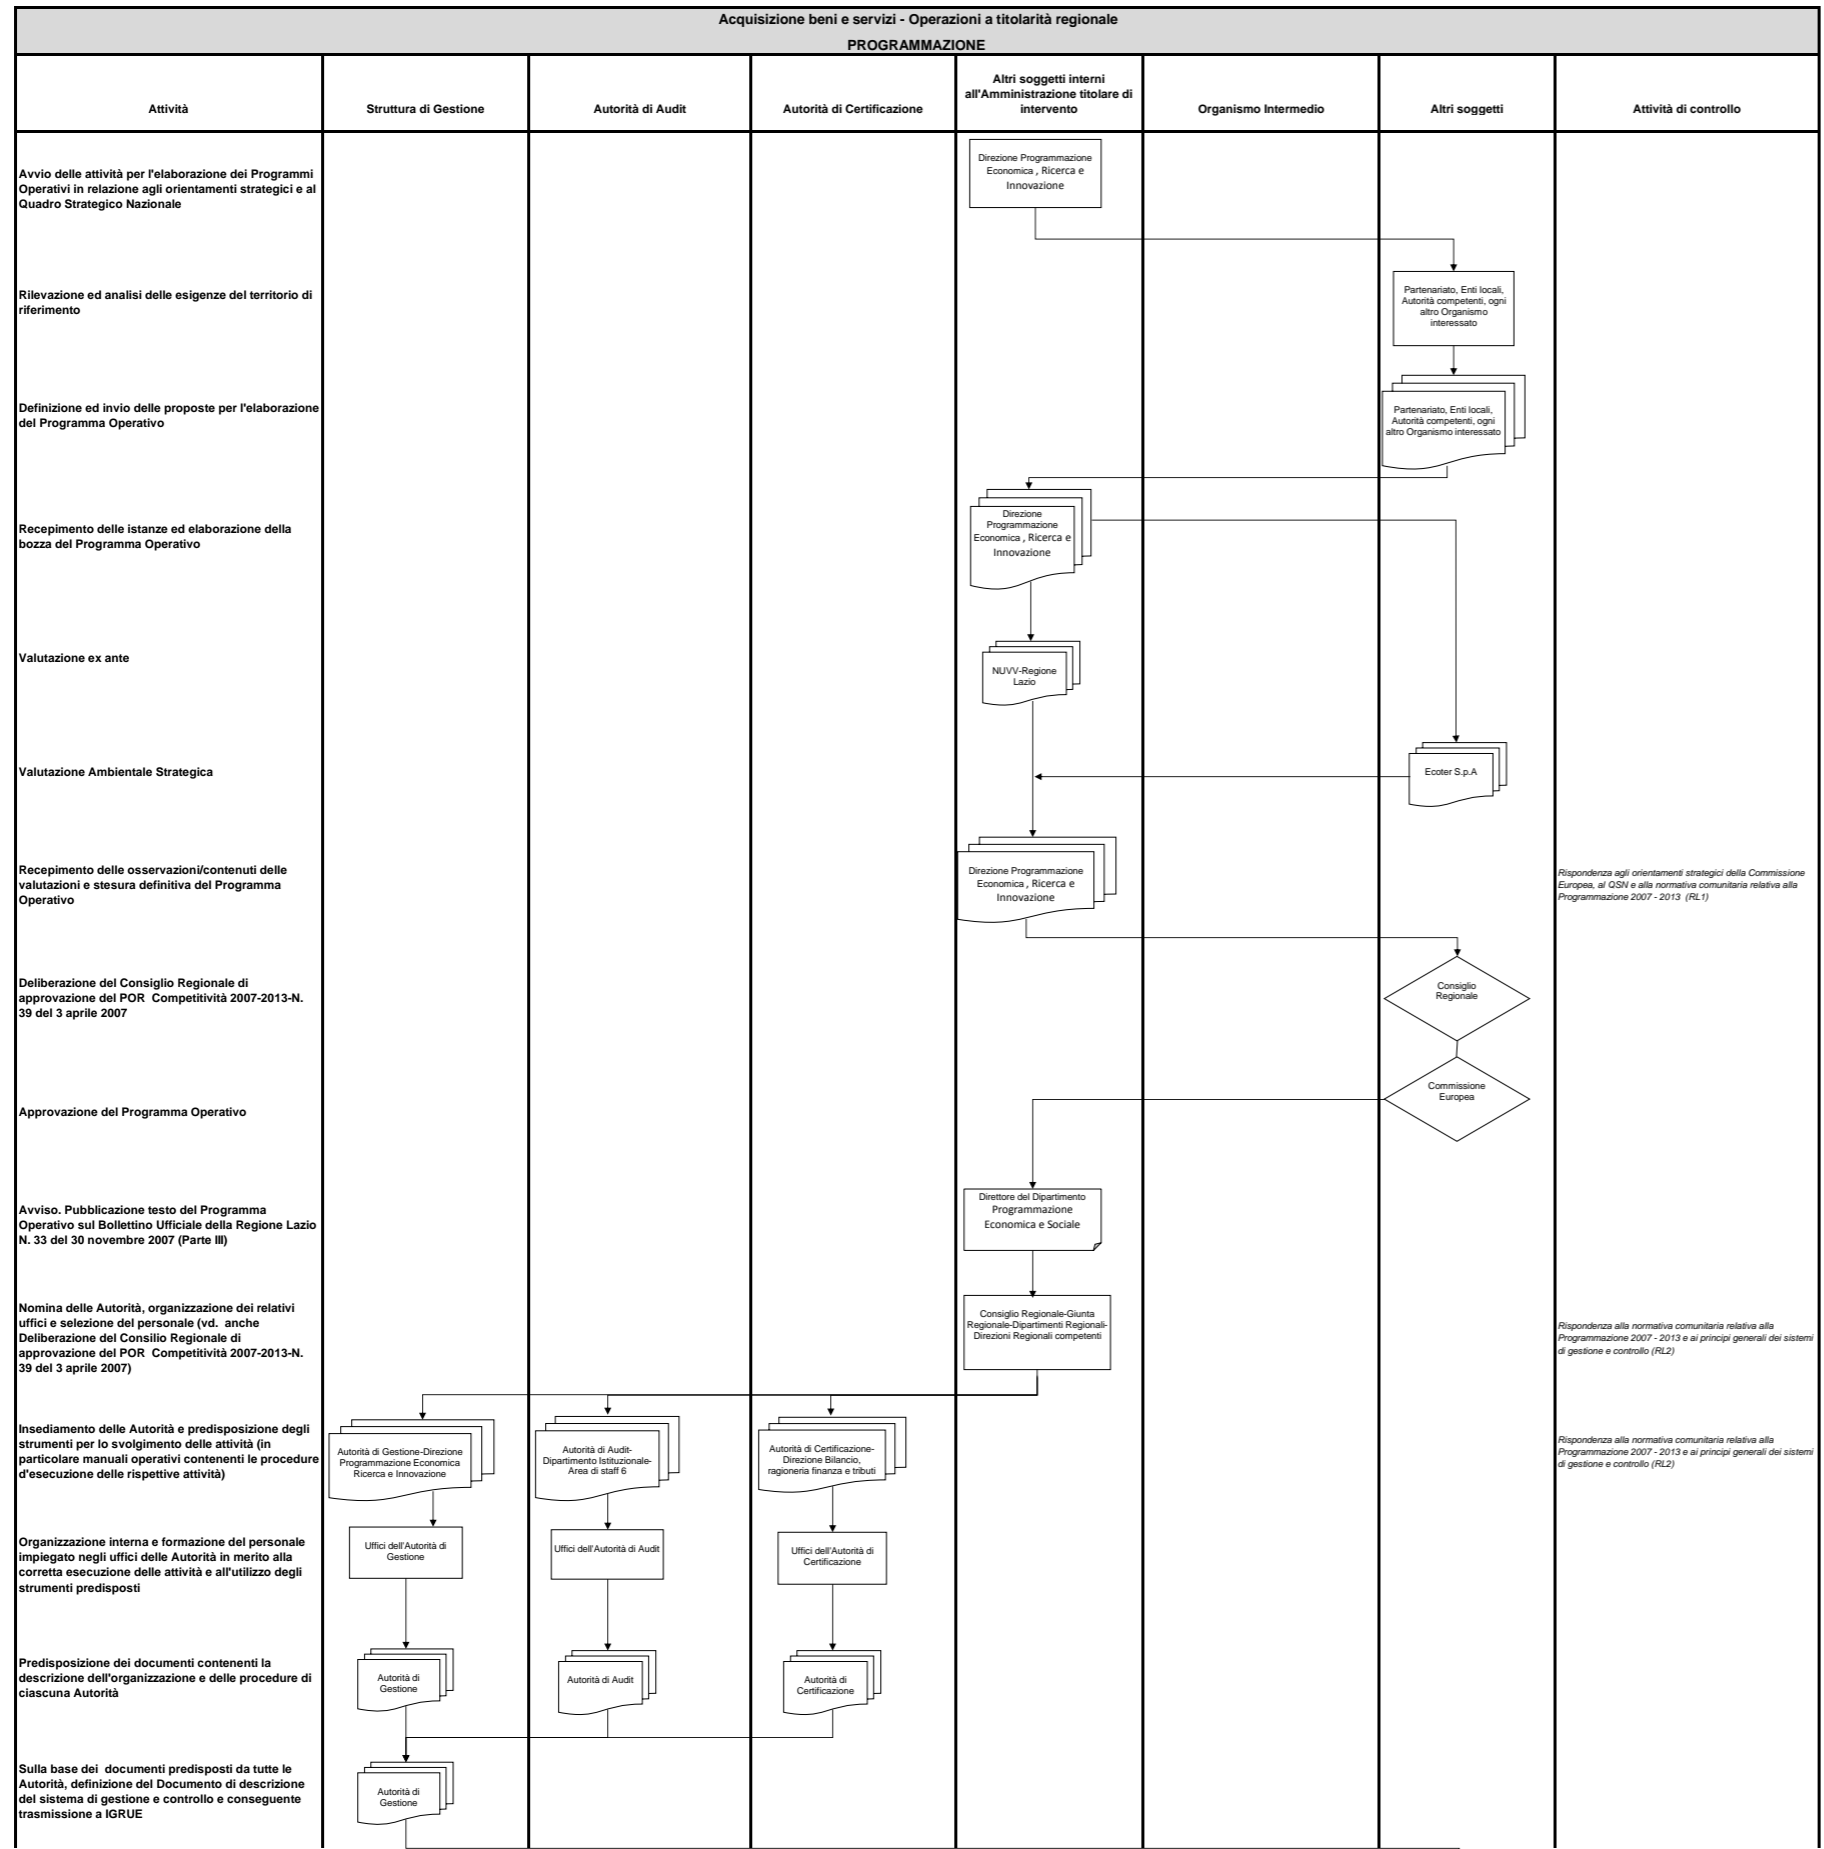 Acquisizione beni e servizi - Operazioni a titolarità regionale
PROGRAMMAZIONE
Attività
Struttura di Gestione
Autorità di Audit
Autorità di Certificazione
Altri soggetti interni
all'Amministrazione titolare di
intervento
Organismo Intermedio
Altri soggetti
Attività di controllo
Avvio delle attività per l'elaborazione dei Programmi
Operativi in relazione agli orientamenti strategici e al
Quadro Strategico Nazionale
Direzione Programmazione
Economica , Ricerca e
Innovazione
Rilevazione ed analisi delle esigenze del territorio di
riferimento
Partenariato, Enti locali,
Autorità competenti, ogni
altro Organismo
interessato
Definizione ed invio delle proposte per l'elaborazione
del Programma Operativo
Partenariato, Enti locali,
Autorità competenti, ogni
altro Organismo interessato
Recepimento delle istanze ed elaborazione della
bozza del Programma Operativo
Direzione
Programmazione
Economica , Ricerca e
Innovazione
Valutazione ex ante
NUVV-Regione
Lazio
Valutazione Ambientale Strategica
Ecoter S.p.A
Recepimento delle osservazioni/contenuti delle
valutazioni e stesura definitiva del Programma
Operativo
Direzione Programmazione
Economica , Ricerca e
Innovazione
Rispondenza agli orientamenti strategici della Commissione
Europea, al QSN e alla normativa comunitaria relativa alla
Programmazione 2007 - 2013 (RL1)
Deliberazione del Consiglio Regionale di
approvazione del POR  Competitività 2007-2013-N.
39 del 3 aprile 2007
Consiglio
Regionale
Approvazione del Programma Operativo
Commissione
Europea
Avviso. Pubblicazione testo del Programma
Operativo sul Bollettino Ufficiale della Regione Lazio
N. 33 del 30 novembre 2007 (Parte III)
Direttore del Dipartimento
Programmazione
Economica e Sociale
Nomina delle Autorità, organizzazione dei relativi
uffici e selezione del personale (vd.  anche
Deliberazione del Consilio Regionale di
approvazione del POR  Competitività 2007-2013-N.
39 del 3 aprile 2007)
Consiglio Regionale-Giunta
Regionale-Dipartimenti Regionali-
Direzioni Regionali competenti
Rispondenza alla normativa comunitaria relativa alla
Programmazione 2007 - 2013 e ai principi generali dei sistemi
di gestione e controllo (RL2)
Insediamento delle Autorità e predisposizione degli
strumenti per lo svolgimento delle attività (in
particolare manuali operativi contenenti le procedure
d'esecuzione delle rispettive attività)
Autorità di Gestione-Direzione
Programmazione Economica
Ricerca e Innovazione
Autorità di Audit-
Dipartimento Istituzionale-
Area di staff 6
Autorità di Certificazione-
Direzione Bilancio,
ragioneria finanza e tributi
Rispondenza alla normativa comunitaria relativa alla
Programmazione 2007 - 2013 e ai principi generali dei sistemi
di gestione e controllo (RL2)
Organizzazione interna e formazione del personale
impiegato negli uffici delle Autorità in merito alla
corretta esecuzione delle attività e all'utilizzo degli
strumenti predisposti
Uffici dell'Autorità di
Gestione
Uffici dell'Autorità di Audit
Uffici dell'Autorità di
Certificazione
Predisposizione dei documenti contenenti la
descrizione dell'organizzazione e delle procedure di
ciascuna Autorità
Autorità di
Gestione
Autorità di Audit
Autorità di
Certificazione
Sulla base dei  documenti predisposti da tutte le
Autorità, definizione del Documento di descrizione
del sistema di gestione e controllo e conseguente
trasmissione a IGRUE
Autorità di
Gestione